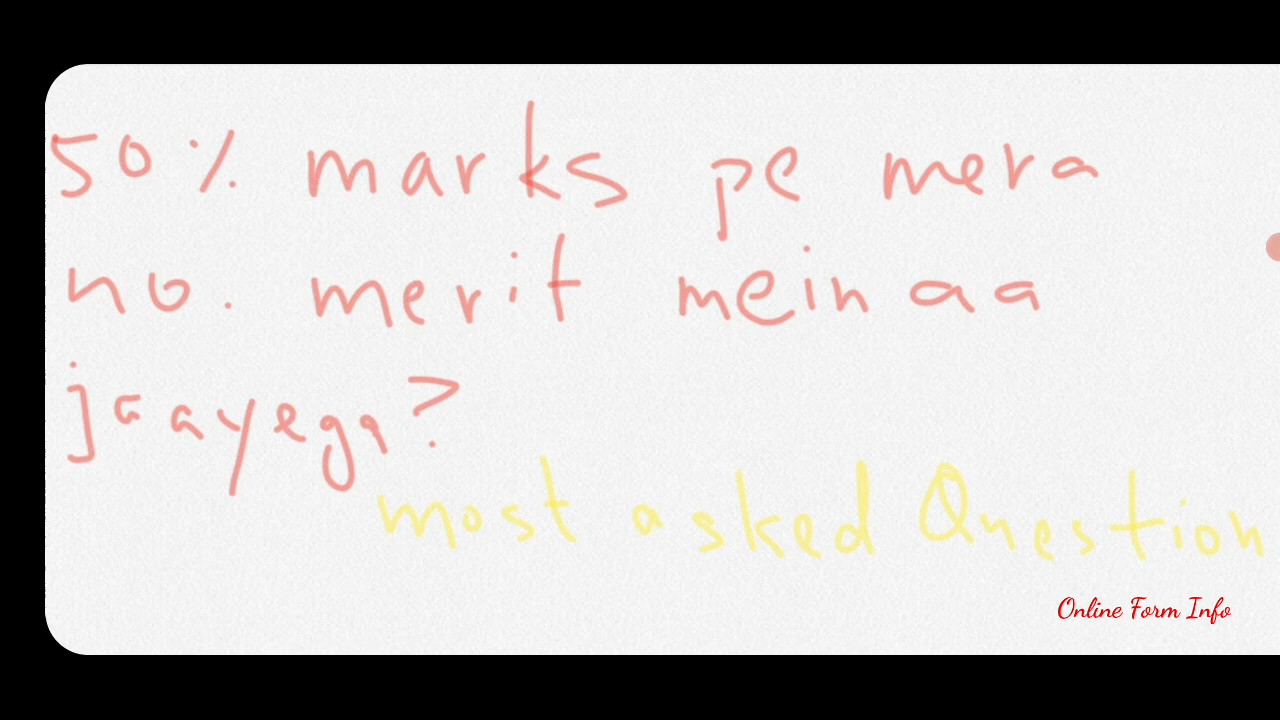 50% marks pe mera
no. merit mein aa
jaayega?
most asked Question
Online Form Info